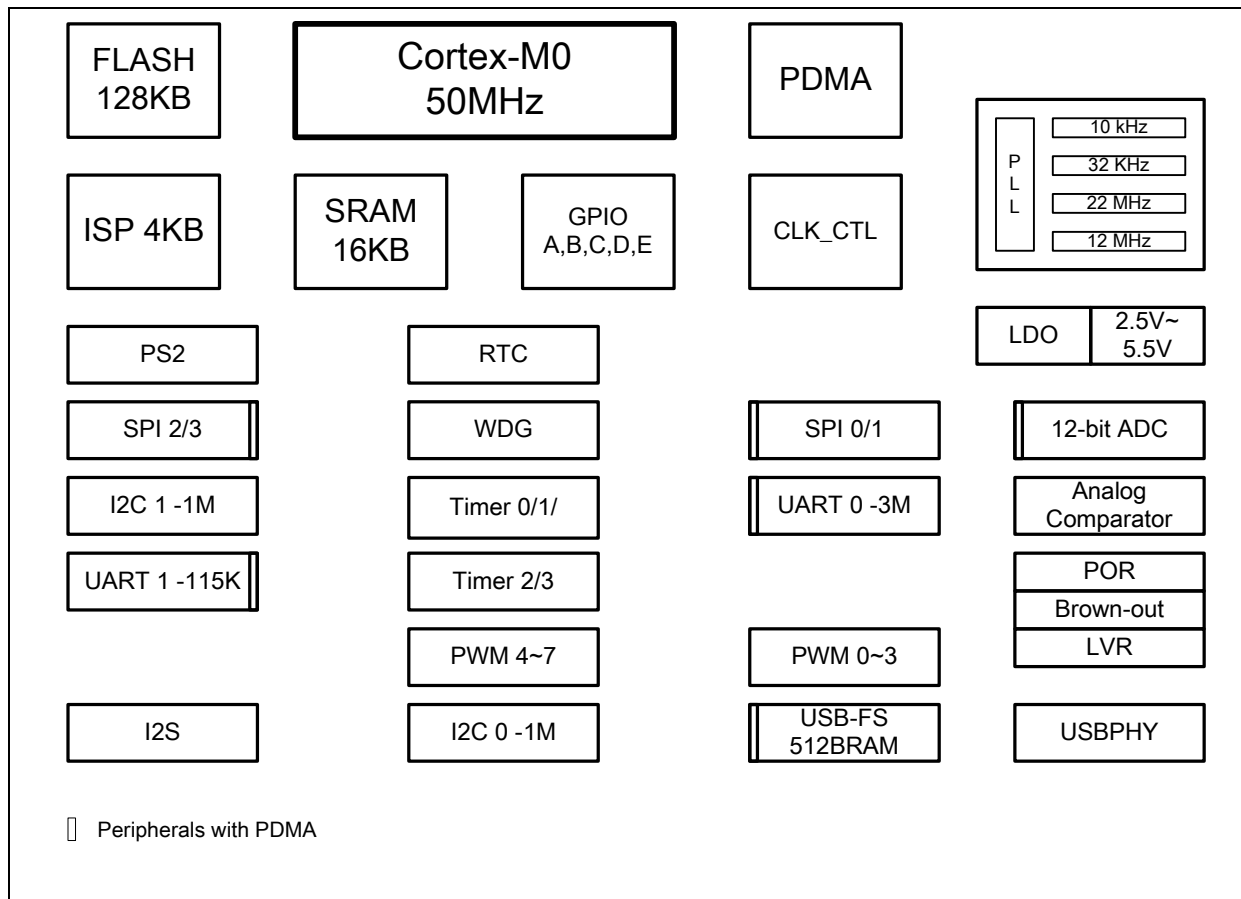 FLASH
128KB
Cortex-M0
50MHz
PDMA
P
L
L
10 kHz
32 KHz
22 MHz
12 MHz
ISP 4KB
SRAM
16KB
GPIO
A,B,C,D,E
CLK_CTL
LDO
2.5V~
5.5V
PS2
RTC
SPI 2/3
WDG
SPI 0/1
12-bit ADC
I2C 1 -1M
Timer 0/1/
UART 0 -3M
Analog
Comparator
UART 1 -115K
Timer 2/3
POR
Brown-out
LVR
PWM 4~7
PWM 0~3
I2S
I2C 0 -1M
USB-FS
512BRAM
USBPHY
Peripherals with PDMA